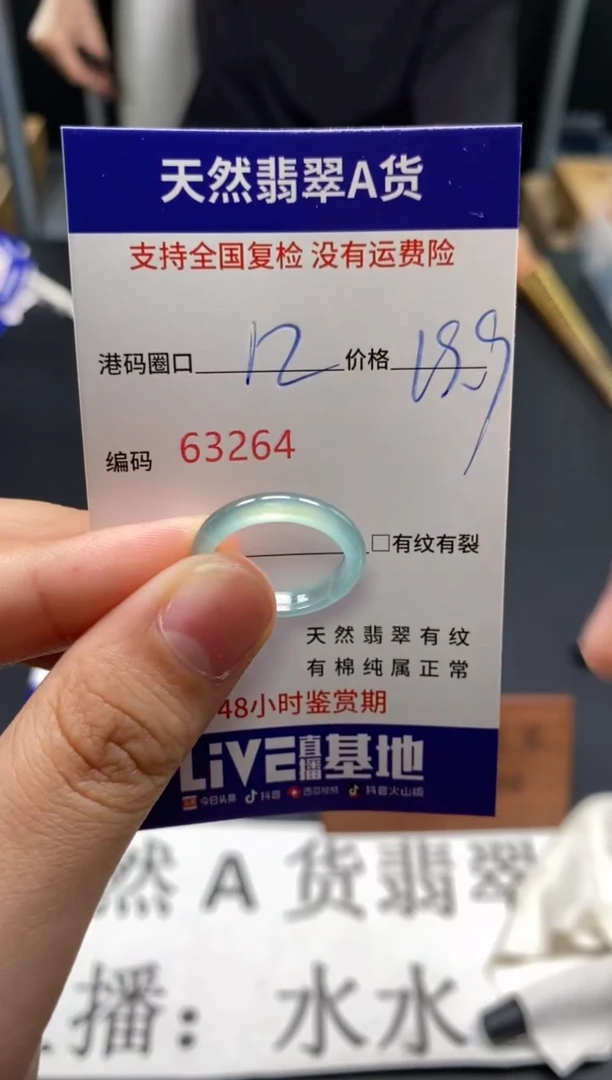 天然翡翠A货
支持全国复检 没有运费险
港码圈口 12 价格
编码 63264
□有纹有裂
天然翡翠有纹
有棉纯属正常
48小时鉴赏期
LiVE直播基地
今日头条 抖音 西瓜视频 抖音火山版
然A货翡翠
播：水水